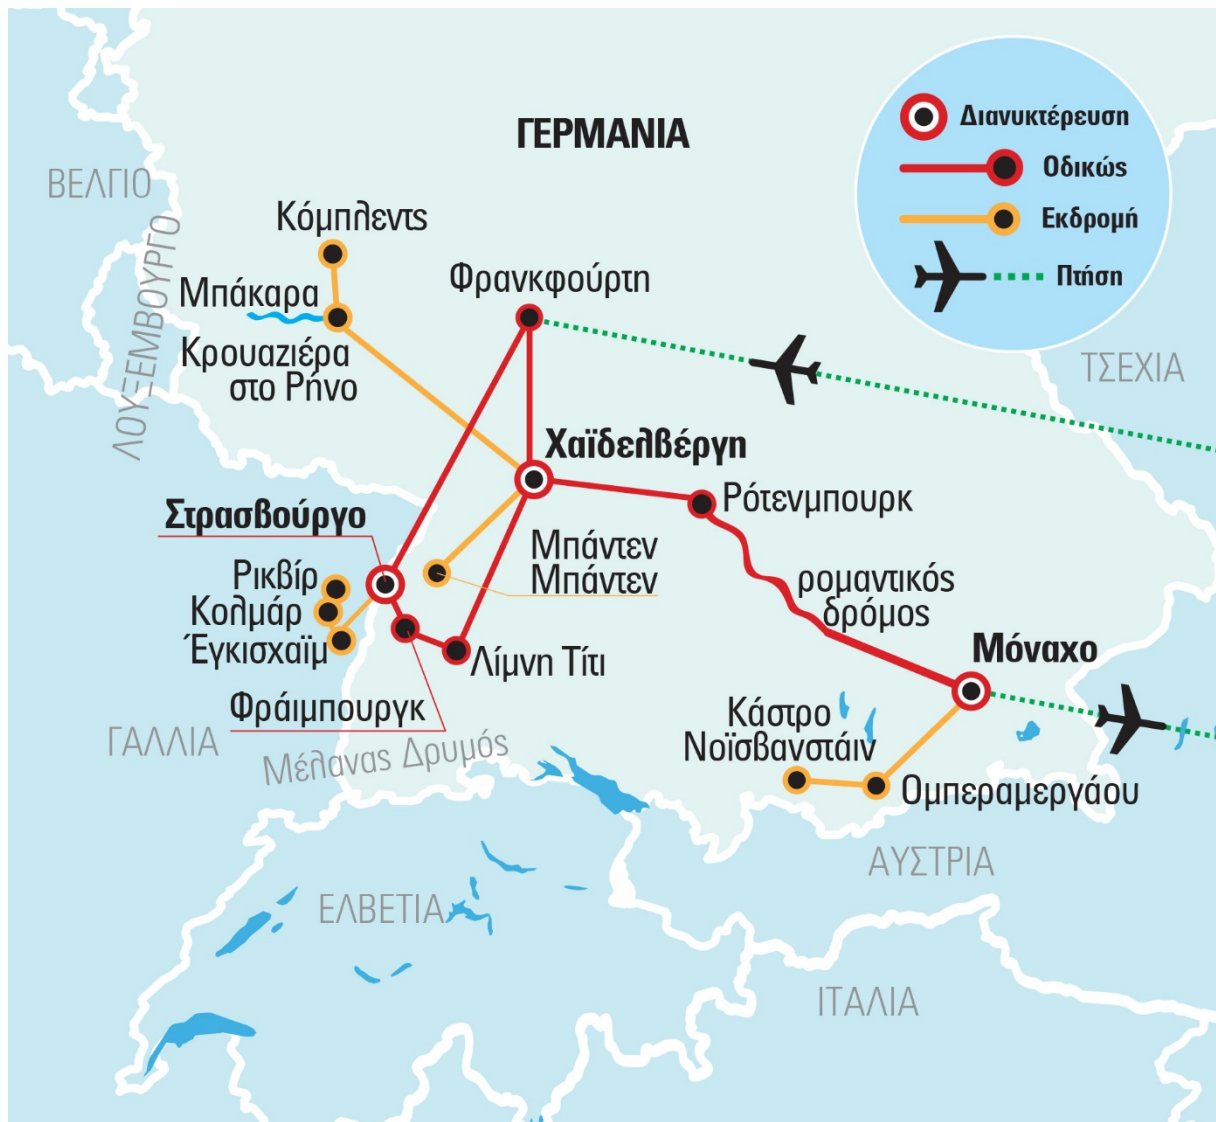 ΓΕΡΜΑΝΙΑ
Διανυκτέρευση
Οδικώς
Εκδρομή
Πτήση
ΒΕΛΓΙΟ
ΛΟΥΞΕΜΒΟΥΡΓΟ
ΤΣΕΧΙΑ
Κόμπλεντς
Μπάκαρα
Κρουαζιέρα
στο Ρήνο
Φρανκφούρτη
Χαϊδελβέργη
Στρασβούργο
Ρότενμπουρκ
Μπάντεν
Μπάντεν
Ρικβίρ
Κολμάρ
Έγκισχαϊμ
ρομαντικός
δρόμος
Λίμνη Τίτι
Μόναχο
Φράιμπουργκ
Κάστρο
Νοϊσβανστάιν
Ομπεραμεργάου
ΓΑΛΛΙΑ
Μέλανας Δρυμός
ΑΥΣΤΡΙΑ
ΕΛΒΕΤΙΑ
ΙΤΑΛΙΑ